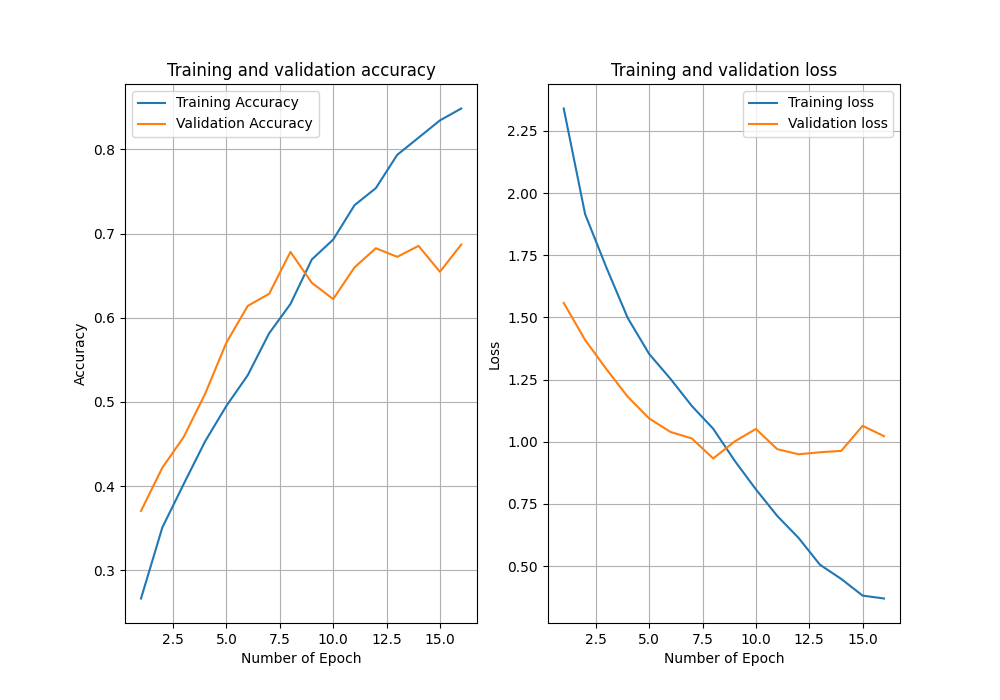 Training and validation accuracy
Training Accuracy
Validation Accuracy
0.8
0.7
0.6
0.5
0.4
0.3
Accuracy
2.5 5.0 7.5 10.0 12.5 15.0
Number of Epoch
Training and validation loss
Training loss
Validation loss
2.25
2.00
1.75
1.50
1.25
1.00
0.75
0.50
Loss
2.5 5.0 7.5 10.0 12.5 15.0
Number of Epoch